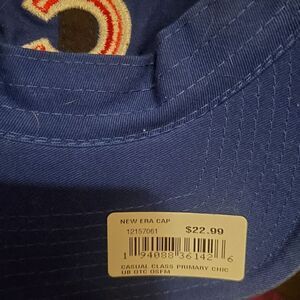 C
NEW ERA CAP
12157061 $22.99
1 94088 36142 6
CASUAL CLASS PRIMARY CHIC
UB OTC OSFM